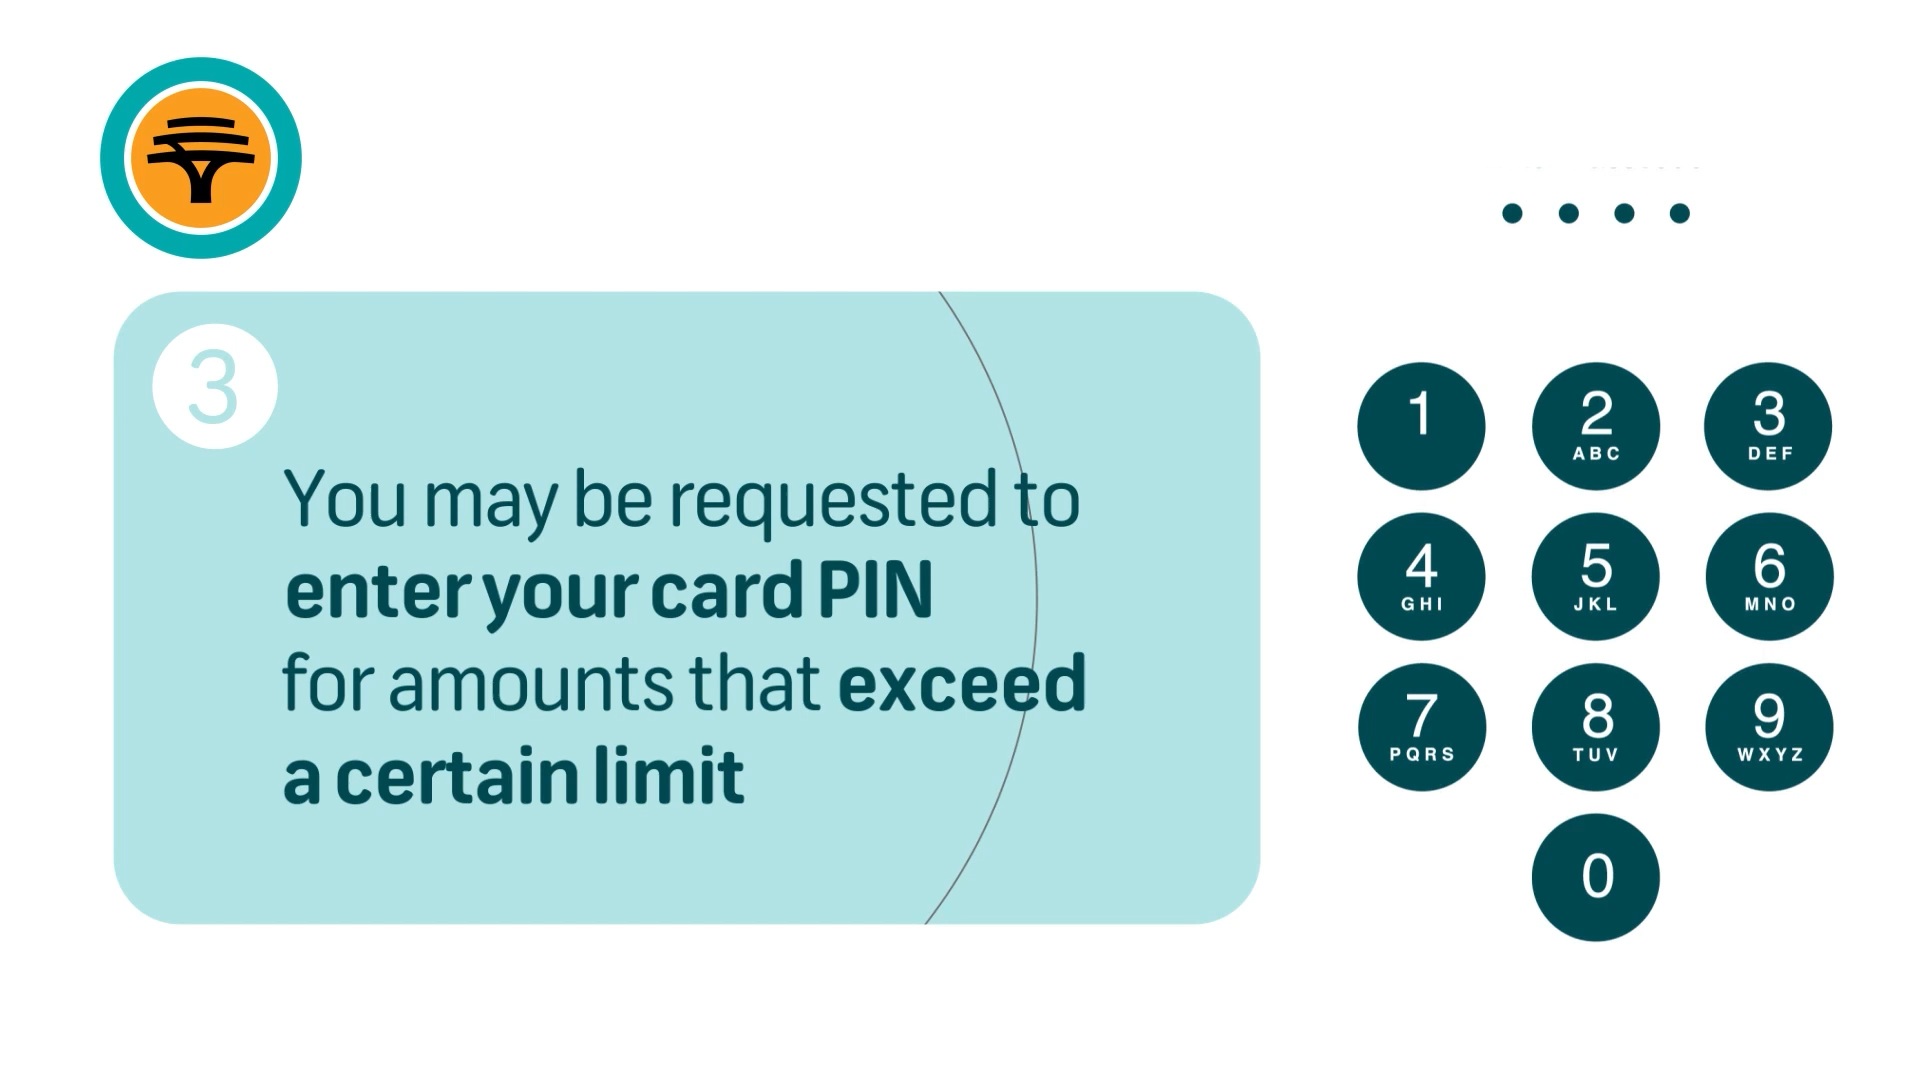 3
You may be requested to
enter your card PIN
for amounts that exceed
a certain limit
1
2
ABC
3
DEF
4
GHI
5
JKL
6
MNO
7
PQRS
8
TUV
9
WXYZ
0